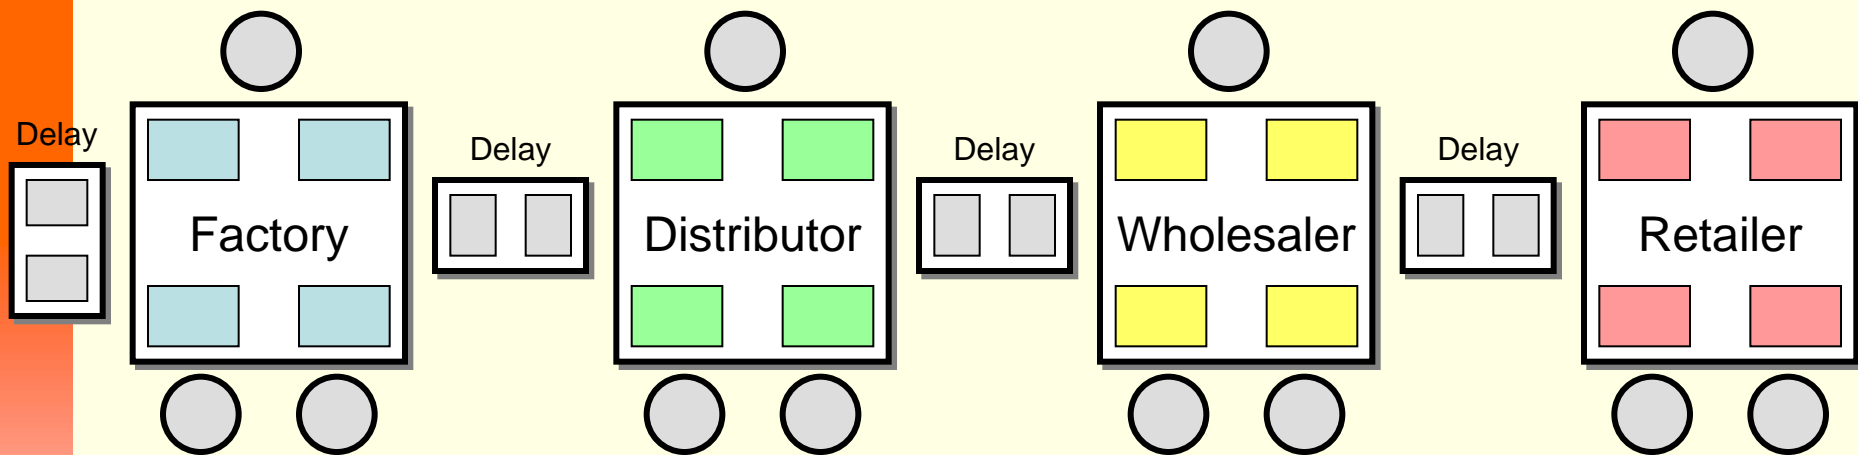 Delay
Factory
Delay
Distributor
Delay
Wholesaler
Delay
Retailer